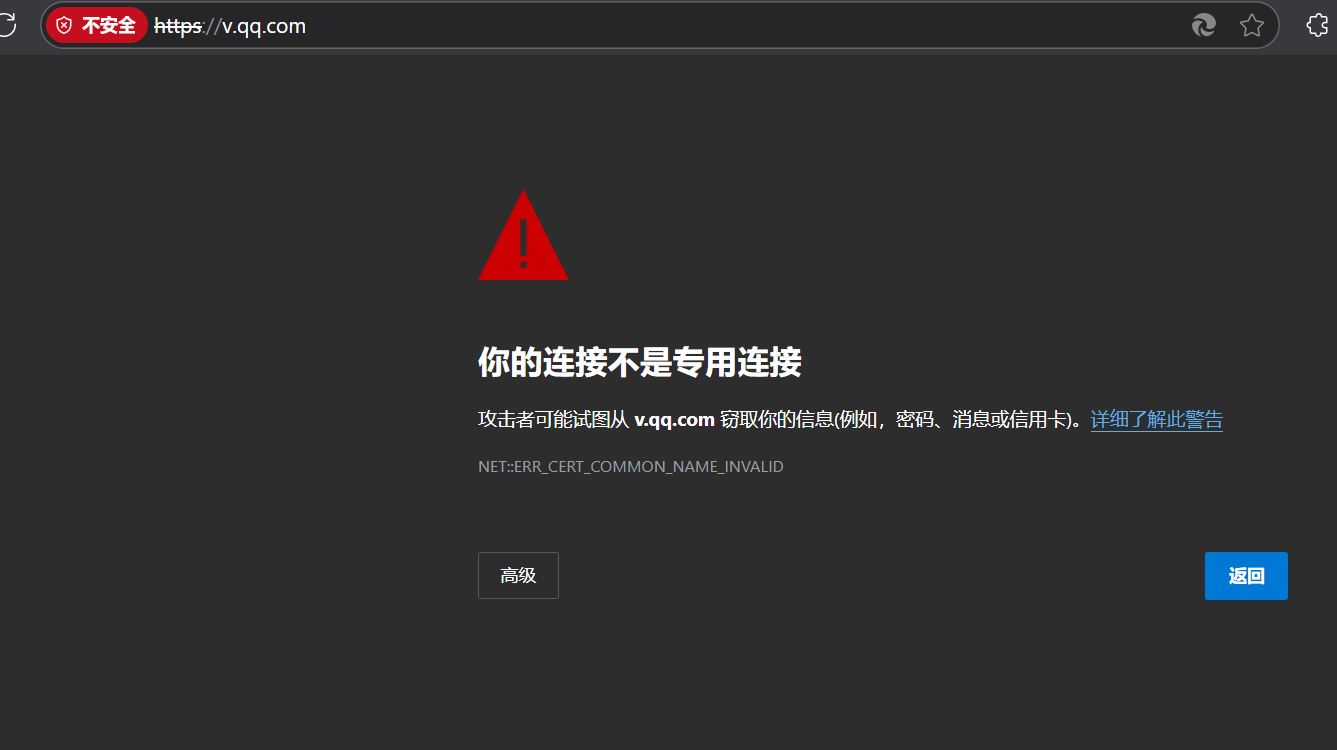 不安全 https://v.qq.com
!
你的连接不是专用连接
攻击者可能试图从 v.qq.com 窃取你的信息(例如，密码、消息或信用卡)。详细了解此警告
NET::ERR_CERT_COMMON_NAME_INVALID
高级 返回